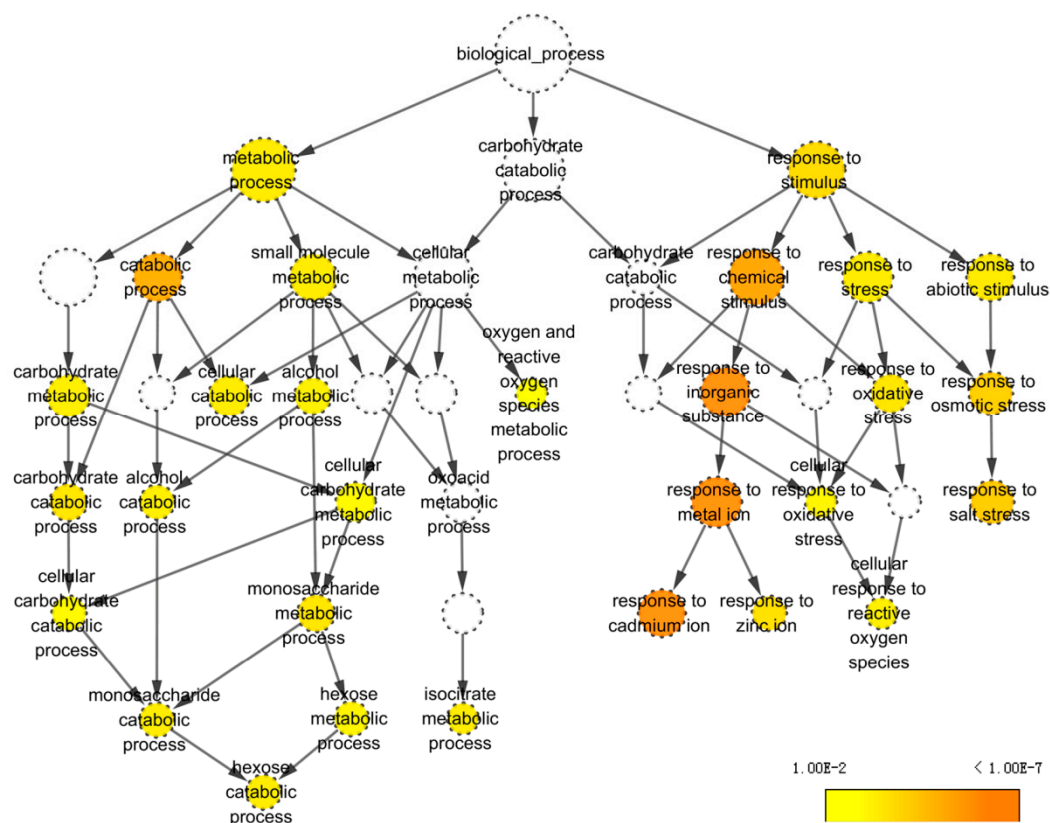 biological_process
metabolic
process
carbohydrate
catabolic
process
response to
stimulus
catabolic
process
small molecule
metabolic
process
cellular
metabolic
process
carbohydrate
catabolic
process
response to
chemical
stimulus
response to
stress
response to
abiotic stimulus
carbohydrate
metabolic
process
cellular
catabolic
process
alcohol
metabolic
process
oxygen and
reactive
oxygen
species
metabolic
process
response to
inorganic
substance
response to
oxidative
stress
response to
osmotic stress
carbohydrate
catabolic
process
alcohol
catabolic
process
cellular
carbohydrate
metabolic
process
oxoacid
metabolic
process
response to
metal ion
cellular
response to
oxidative
stress
response to
salt stress
cellular
carbohydrate
catabolic
process
monosaccharide
metabolic
process
response to
cadmium ion
response to
zinc ion
cellular
response to
reactive
oxygen
species
monosaccharide
catabolic
process
hexose
metabolic
process
isocitrate
metabolic
process
hexose
catabolic
process
1.00E-2
< 1.00E-7